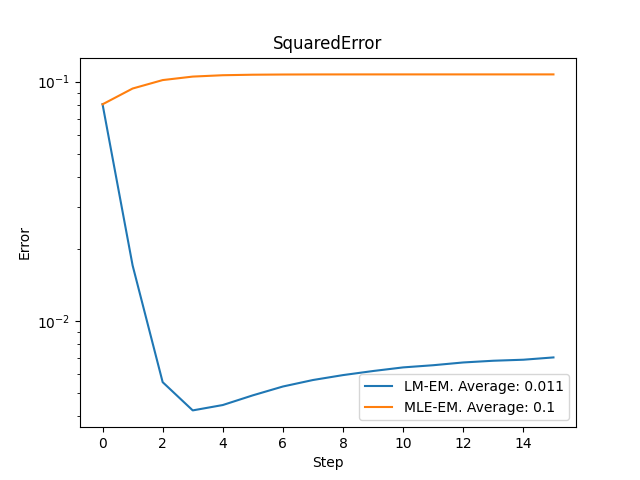 SquaredError
Error
10⁻¹
10⁻²
0 2 4 6 8 10 12 14
Step
LM-EM. Average: 0.011
MLE-EM. Average: 0.1